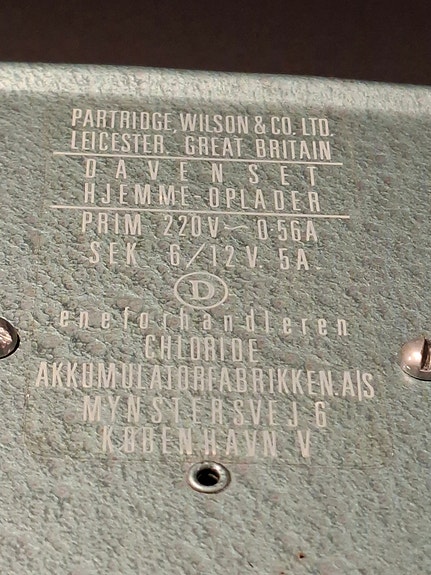 PARTRIDGE, WILSON & CO. LTD.
LEICESTER, GREAT BRITAIN
DAVENSET
HJEMME-OPLADER
PRIM 220V~ 0.56A
SEK 6/12V. 5A.
D
eneforhandleren
CHLORIDE
AKKUMULATORFABRIKKEN.A/S
MYNSTERSVEJ 6
KØBENHAVN V